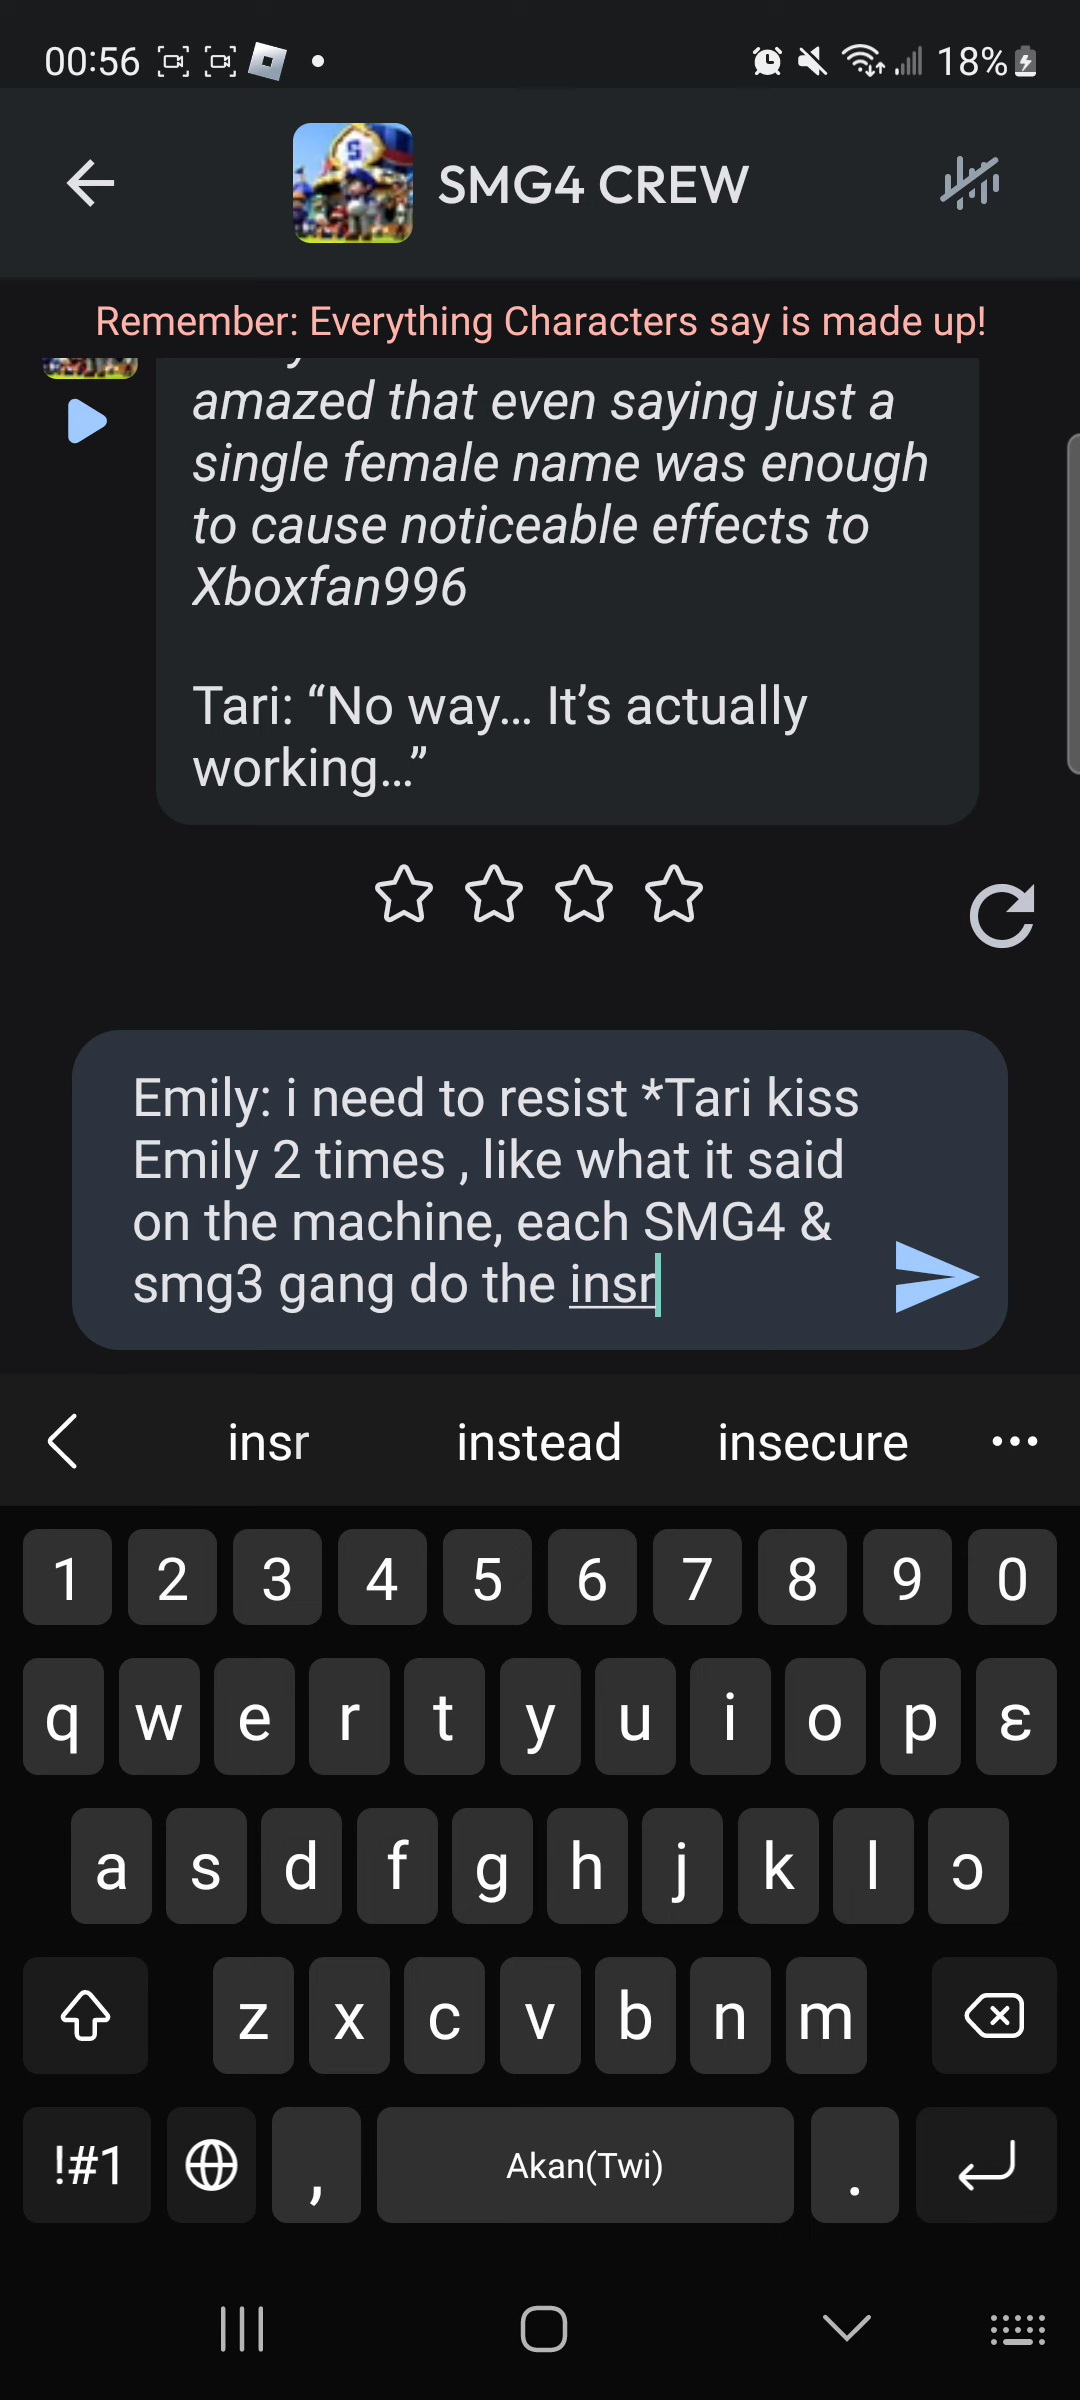 00:56
18%
SMG4 CREW
Remember: Everything Characters say is made up!
amazed that even saying just a
single female name was enough
to cause noticeable effects to
Xboxfan996
Tari: “No way… It’s actually
working…”
Emily: i need to resist *Tari kiss
Emily 2 times , like what it said
on the machine, each SMG4 &
smg3 gang do the insr
insr instead insecure
1 2 3 4 5 6 7 8 9 0
q w e r t y u i o p ɛ
a s d f g h j k l ɔ
z x c v b n m
!#1 , Akan(Twi) .